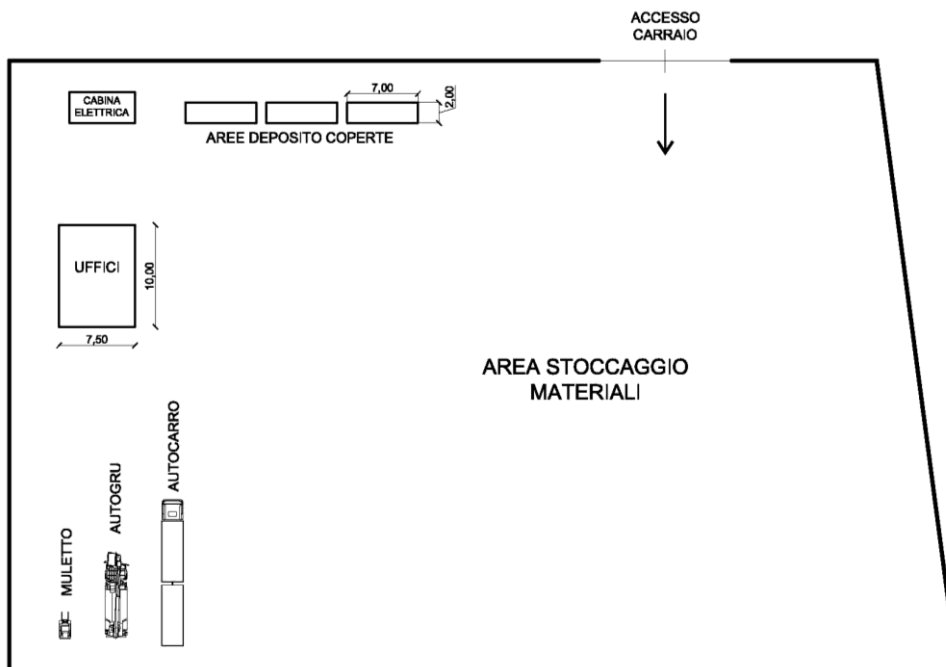 ACCESSO
CARRAIO
CABINA
ELETTRICA
7,00
2,00
AREE DEPOSITO COPERTE
UFFICI
10,00
7,50
AREA STOCCAGGIO
MATERIALI
MULETTO
AUTOGRU
AUTOCARRO